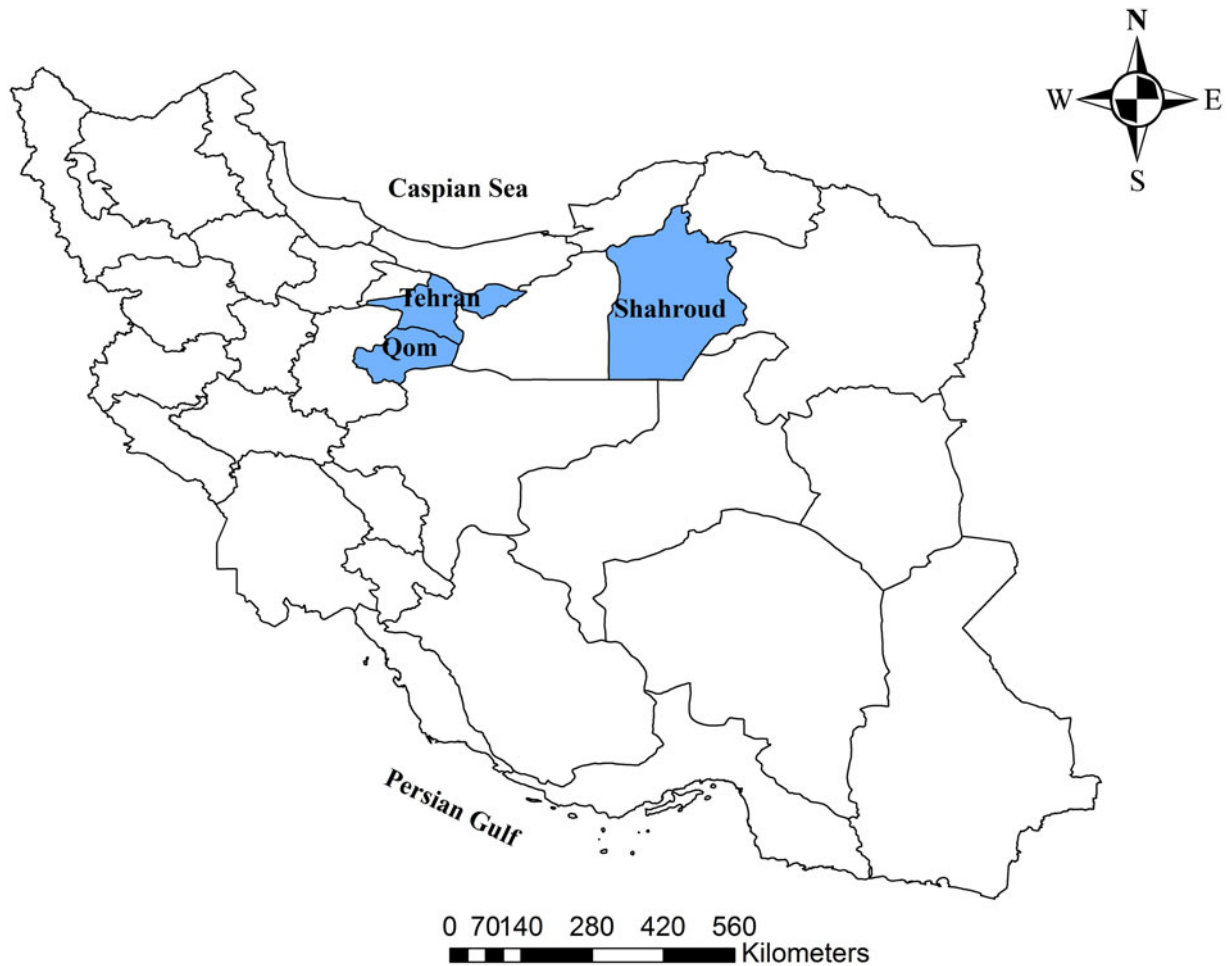 N
W E
S
Caspian Sea
Tehran
Shahroud
Qom
Persian Gulf
0 70140 280 420 560
Kilometers